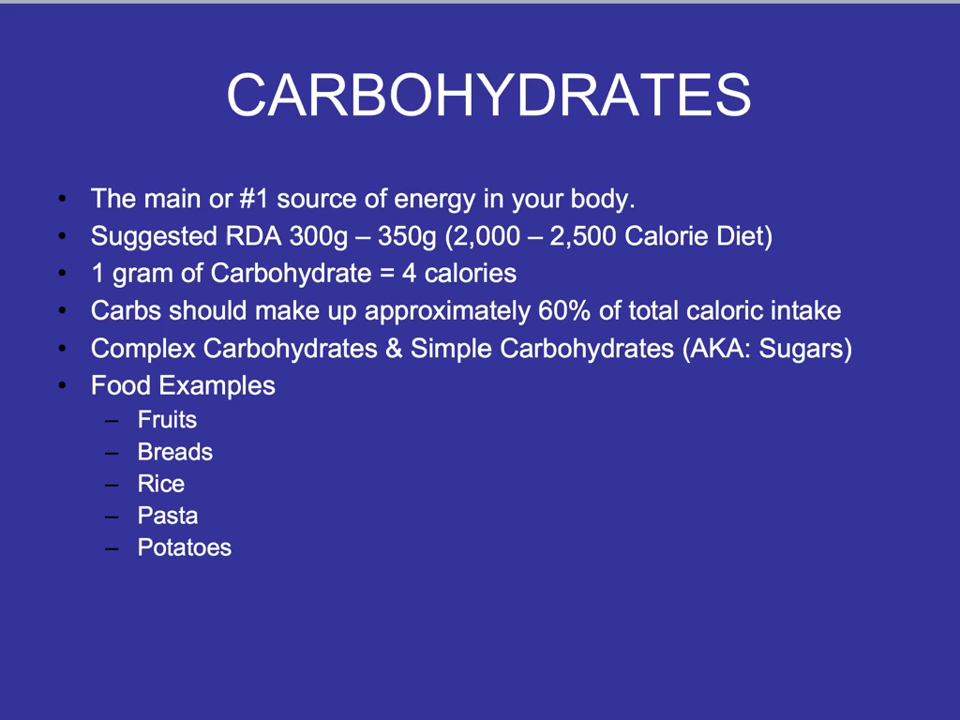 CARBOHYDRATES
• The main or #1 source of energy in your body.
• Suggested RDA 300g – 350g (2,000 – 2,500 Calorie Diet)
• 1 gram of Carbohydrate = 4 calories
• Carbs should make up approximately 60% of total caloric intake
• Complex Carbohydrates & Simple Carbohydrates (AKA: Sugars)
• Food Examples
– Fruits
– Breads
– Rice
– Pasta
– Potatoes